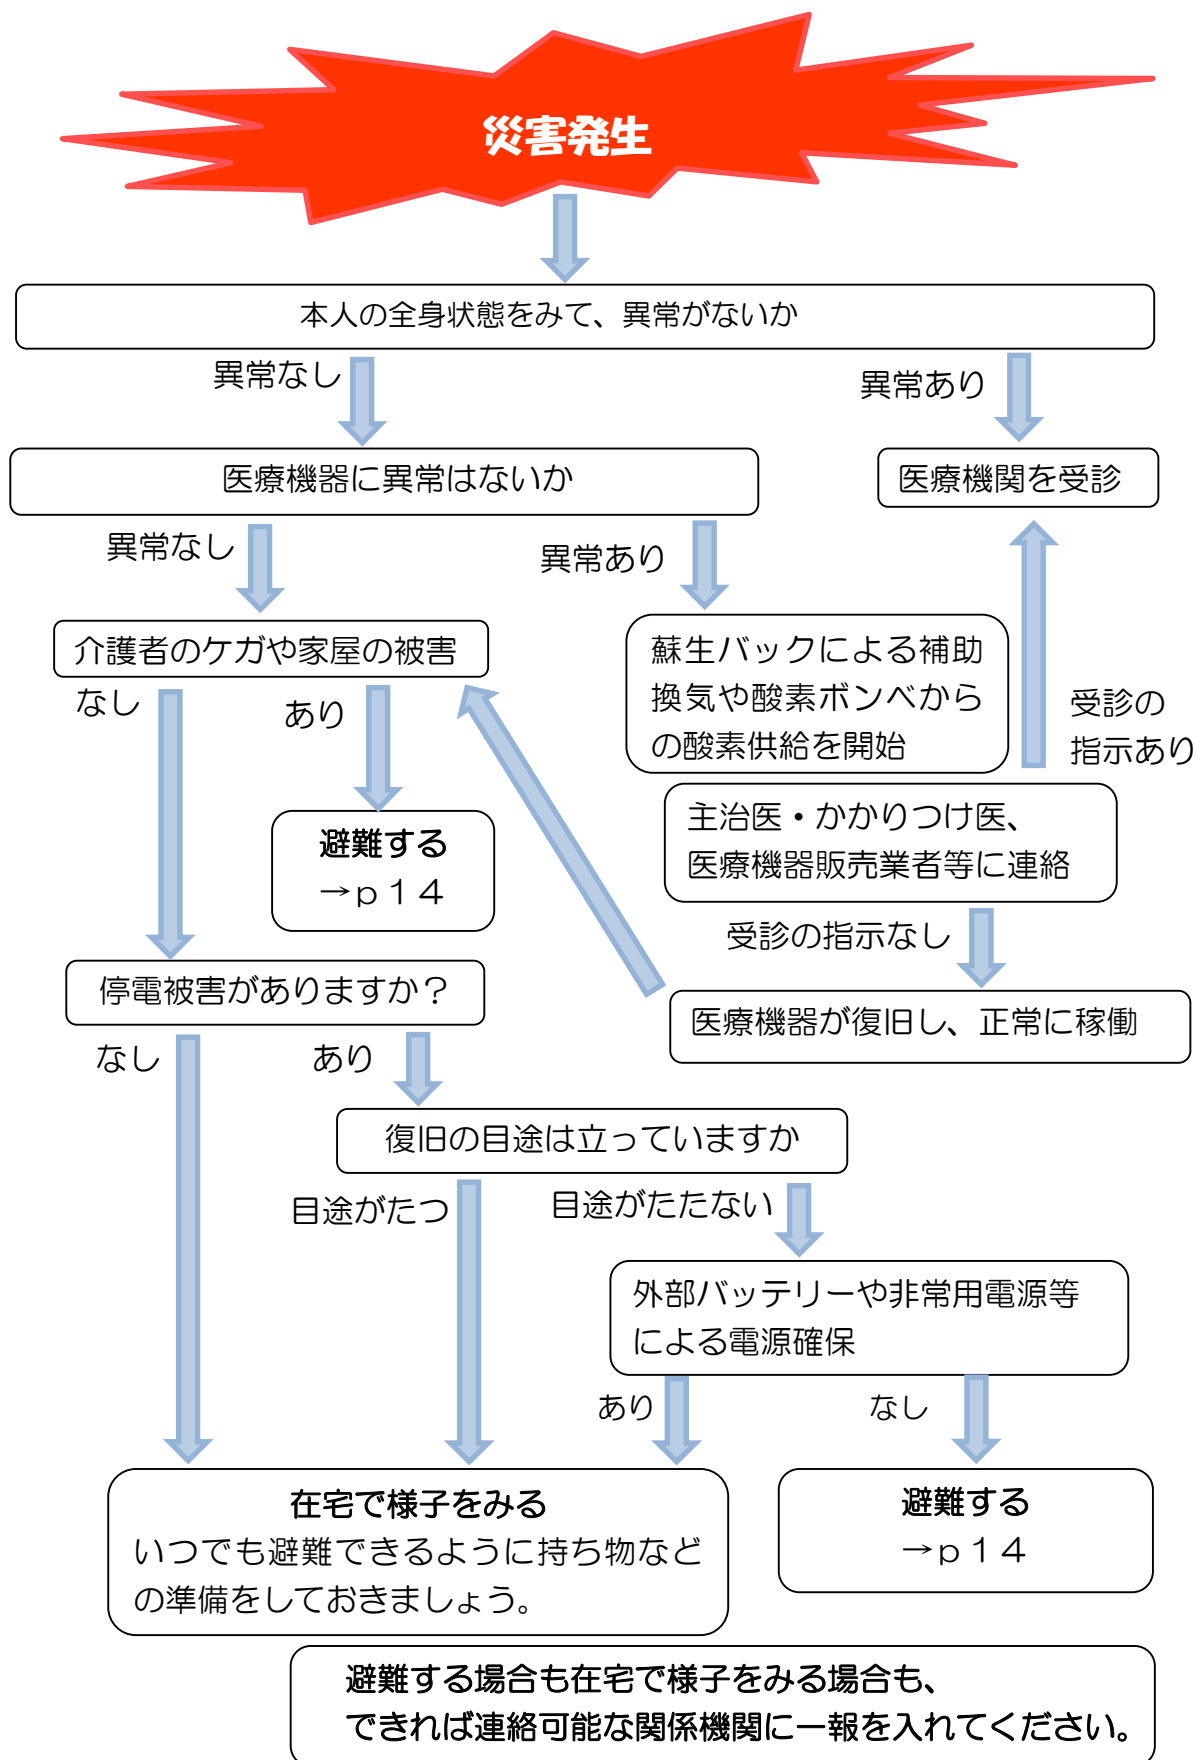 災害発生
本人の全身状態をみて、異常がないか
異常なし
異常あり
医療機器に異常はないか
医療機関を受診
異常なし
異常あり
介護者のケガや家屋の被害
蘇生バックによる補助
換気や酸素ボンベから
の酸素供給を開始
なし
あり
受診の
指示あり
避難する
→p14
主治医・かかりつけ医、
医療機器販売業者等に連絡
受診の指示なし
停電被害がありますか？
医療機器が復旧し、正常に稼働
なし
あり
復旧の目途は立っていますか
目途がたつ
目途がたたない
外部バッテリーや非常用電源等
による電源確保
あり
なし
在宅で様子をみる
いつでも避難できるように持ち物など
の準備をしておきましょう。
避難する
→p14
避難する場合も在宅で様子をみる場合も、
できれば連絡可能な関係機関に一報を入れてください。